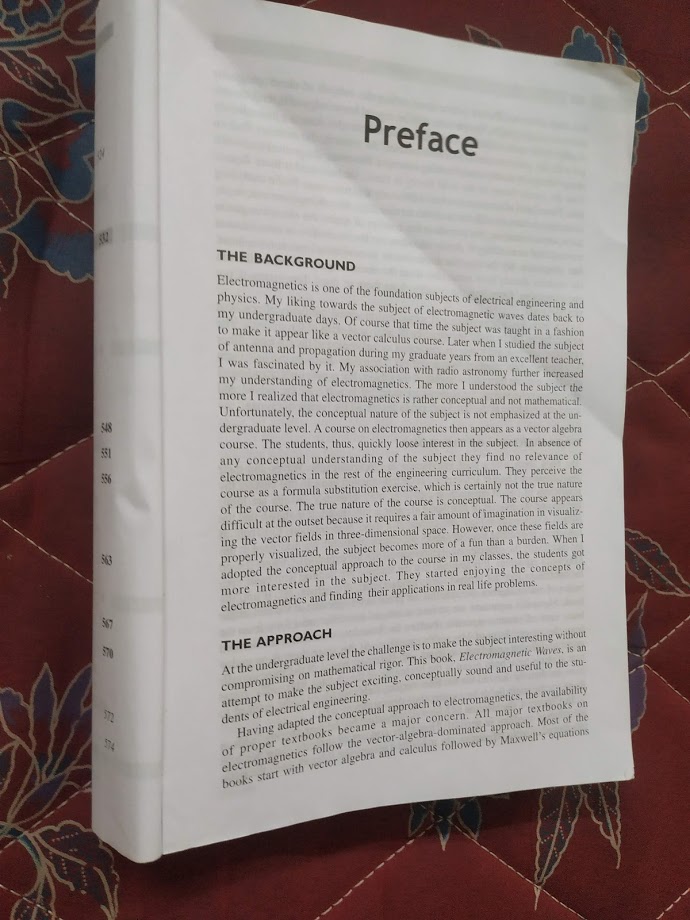 Preface
THE BACKGROUND
Electromagnetics is one of the foundation subjects of electrical engineering and
physics. My liking towards the subject of electromagnetic waves dates back to
my undergraduate days. Of course that time the subject was taught in a fashion
to make it appear like a vector calculus course. Later when I studied the subject
of antenna and propagation during my graduate years from an excellent teacher,
I was fascinated by it. My association with radio astronomy further increased
my understanding of electromagnetics. The more I understood the subject the
more I realized that electromagnetics is rather conceptual and not mathematical.
Unfortunately, the conceptual nature of the subject is not emphasized at the un-
dergraduate level. A course on electromagnetics then appears as a vector algebra
course. The students, thus, quickly loose interest in the subject. In absence of
any conceptual understanding of the subject they find no relevance of
electromagnetics in the rest of the engineering curriculum. They perceive the
course as a formula substitution exercise, which is certainly not the true nature
of the course. The true nature of the course is conceptual. The course appears
difficult at the outset because it requires a fair amount of imagination in visualiz-
ing the vector fields in three-dimensional space. However, once these fields are
properly visualized, the subject becomes more of a fun than a burden. When I
adopted the conceptual approach to the course in my classes, the students got
more interested in the subject. They started enjoying the concepts of
electromagnetics and finding their applications in real life problems.
THE APPROACH
At the undergraduate level the challenge is to make the subject interesting without
compromising on mathematical rigor. This book, Electromagnetic Waves, is an
attempt to make the subject exciting, conceptually sound and useful to the stu-
dents of electrical engineering.
Having adapted the conceptual approach to electromagnetics, the availability
of proper textbooks became a major concern. All major textbooks on
electromagnetics follow the vector-algebra-dominated approach. Most of the
books start with vector algebra and calculus followed by Maxwell's equations
548
551
556
563
567
570
572
574